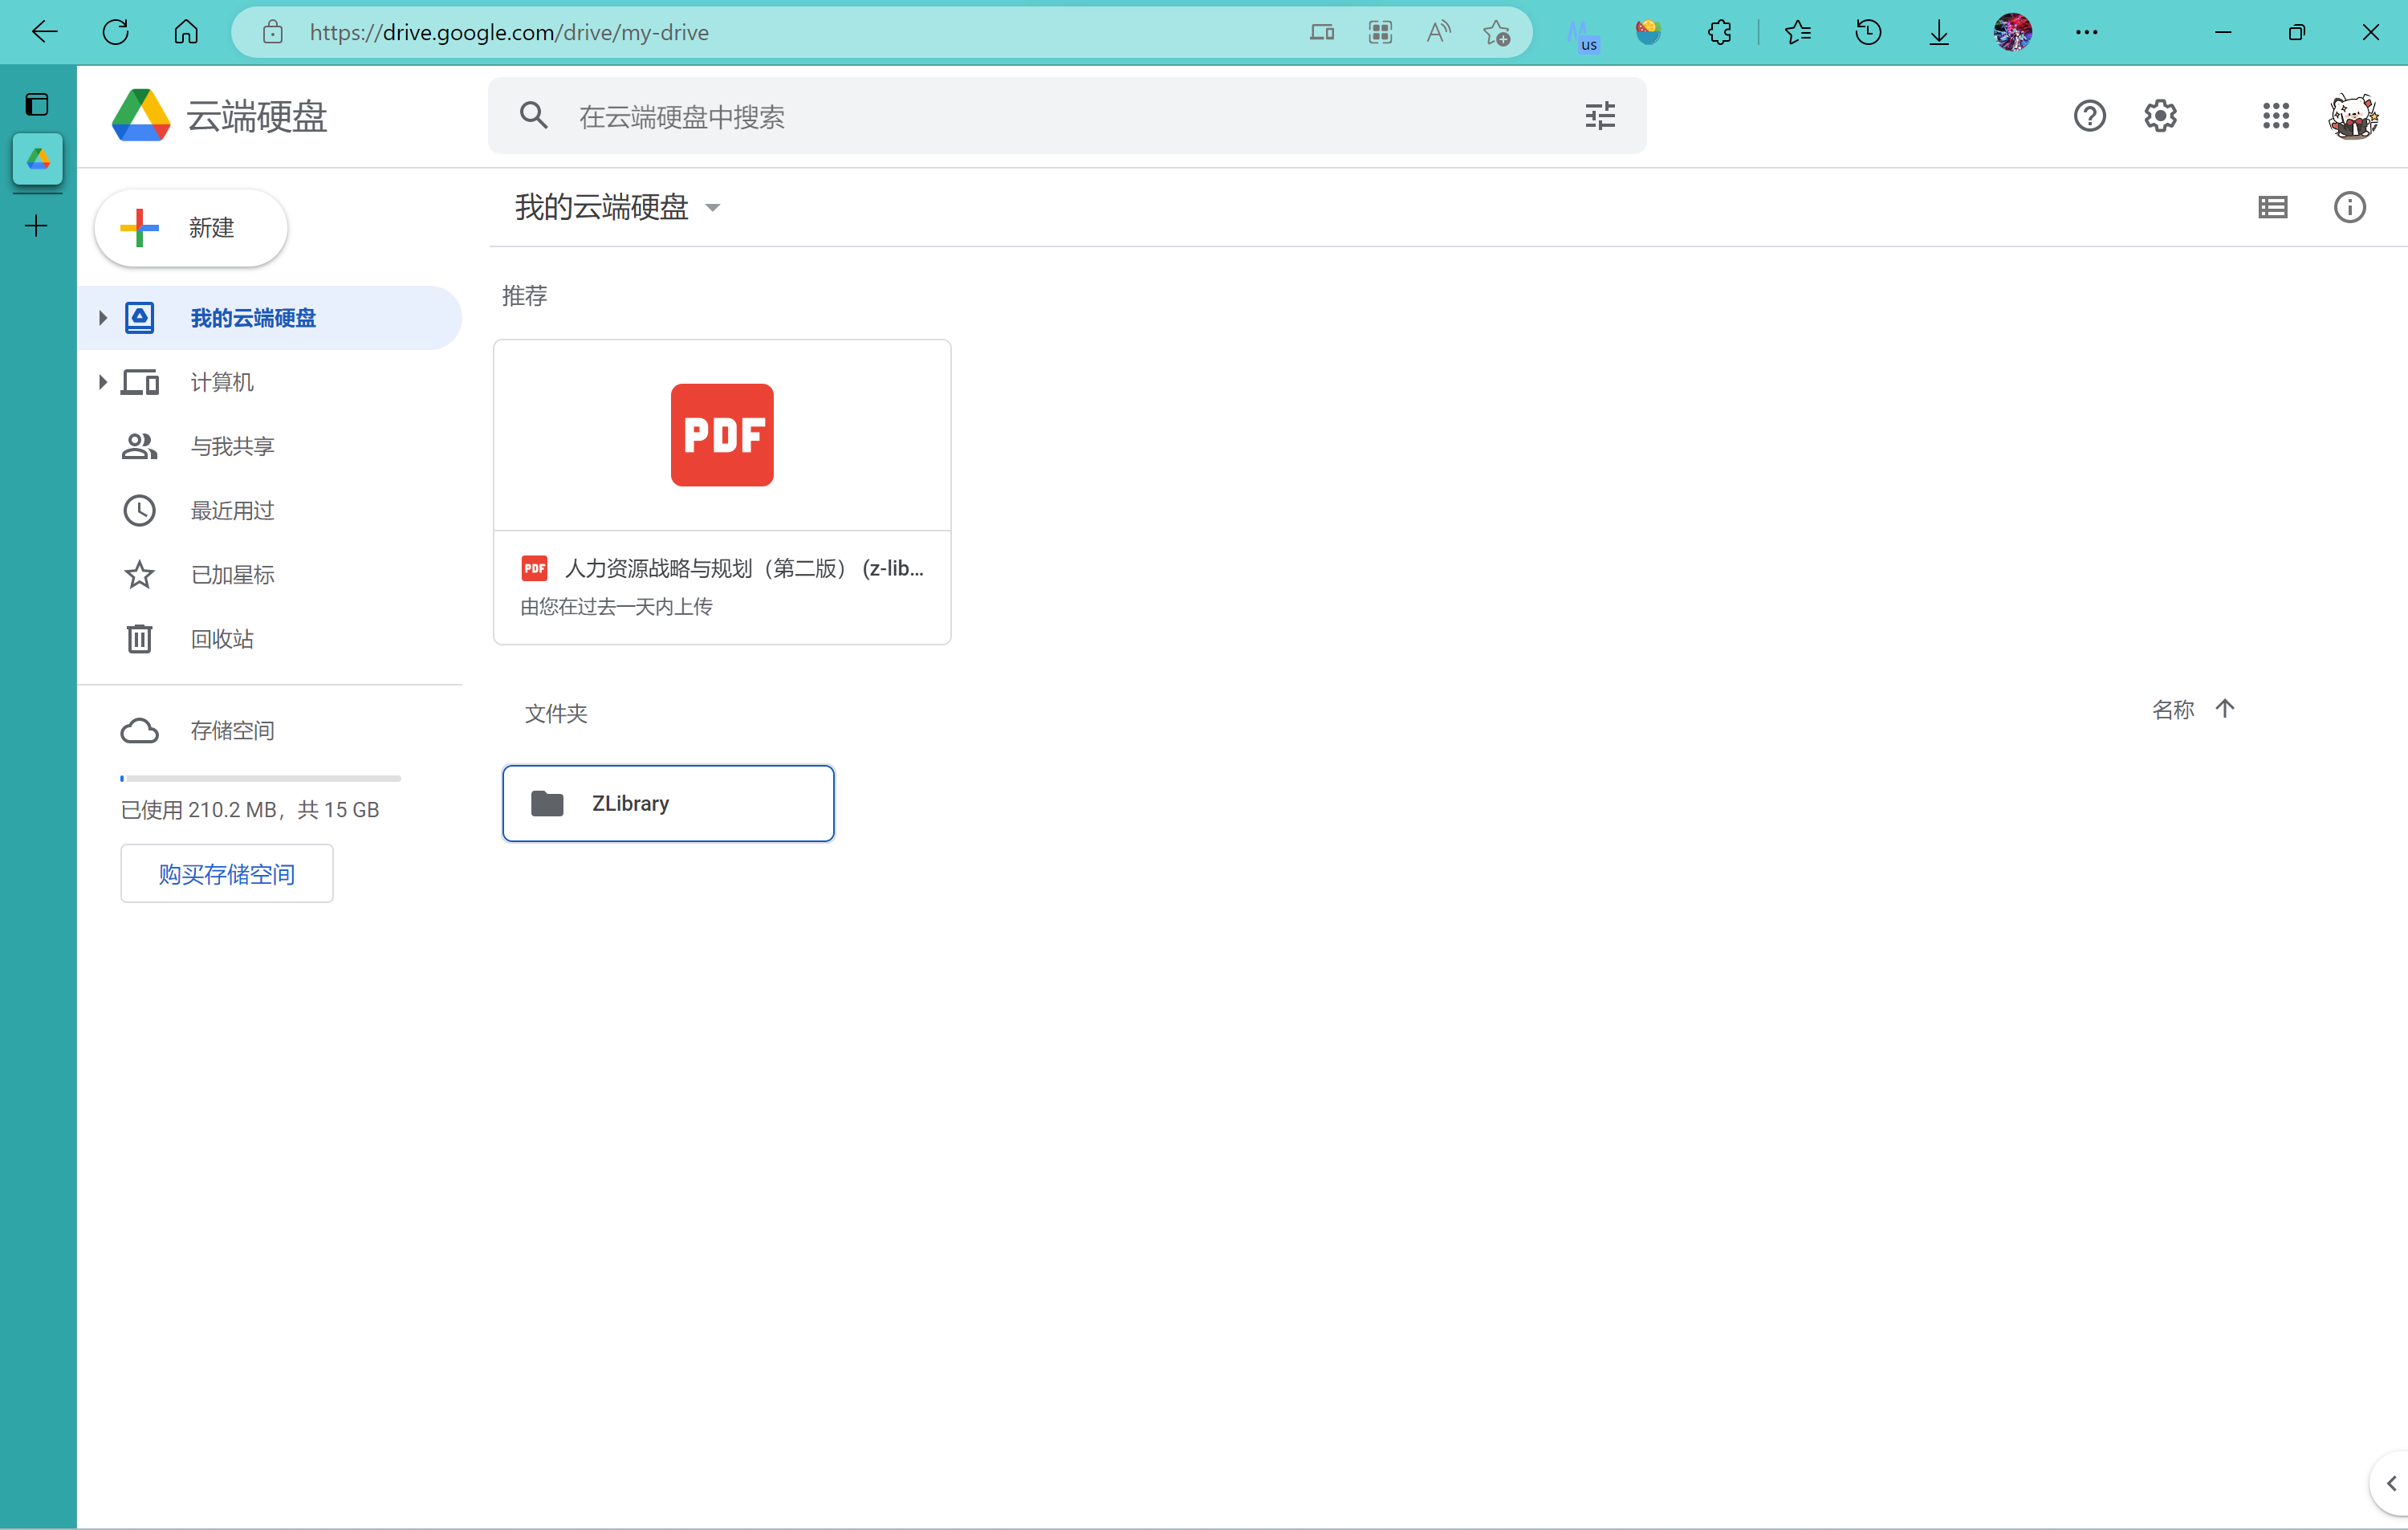 https://drive.google.com/drive/my-drive
us
云端硬盘
在云端硬盘中搜索
新建
我的云端硬盘
计算机
与我共享
最近用过
已加星标
回收站
存储空间
已使用 210.2 MB，共 15 GB
购买存储空间
我的云端硬盘
推荐
PDF
PDF 人力资源战略与规划（第二版） (z-lib...
由您在过去一天内上传
文件夹
名称
ZLibrary